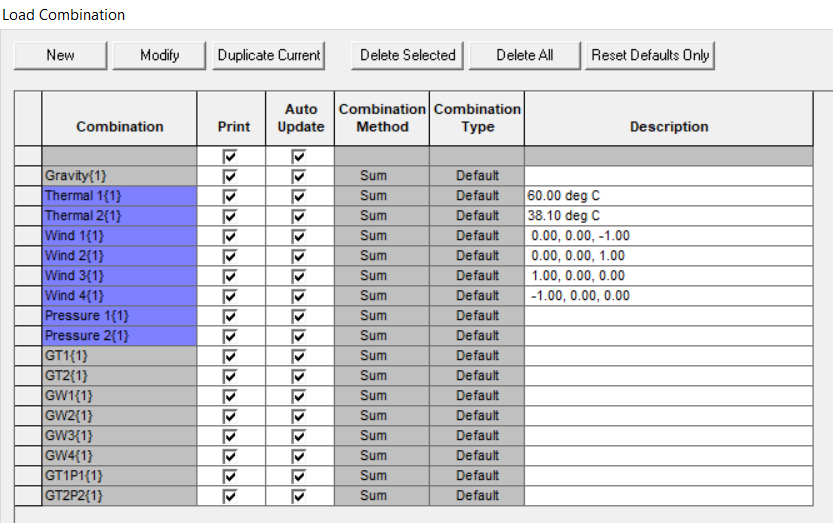 Load Combination
New Modify Duplicate Current Delete Selected Delete All Reset Defaults Only
Combination Print Auto Update Combination Method Combination Type Description
Gravity{1} Sum Default
Thermal 1{1} Sum Default 60.00 deg C
Thermal 2{1} Sum Default 38.10 deg C
Wind 1{1} Sum Default 0.00, 0.00, -1.00
Wind 2{1} Sum Default 0.00, 0.00, 1.00
Wind 3{1} Sum Default 1.00, 0.00, 0.00
Wind 4{1} Sum Default -1.00, 0.00, 0.00
Pressure 1{1} Sum Default
Pressure 2{1} Sum Default
GT1{1} Sum Default
GT2{1} Sum Default
GW1{1} Sum Default
GW2{1} Sum Default
GW3{1} Sum Default
GW4{1} Sum Default
GT1P1{1} Sum Default
GT2P2{1} Sum Default